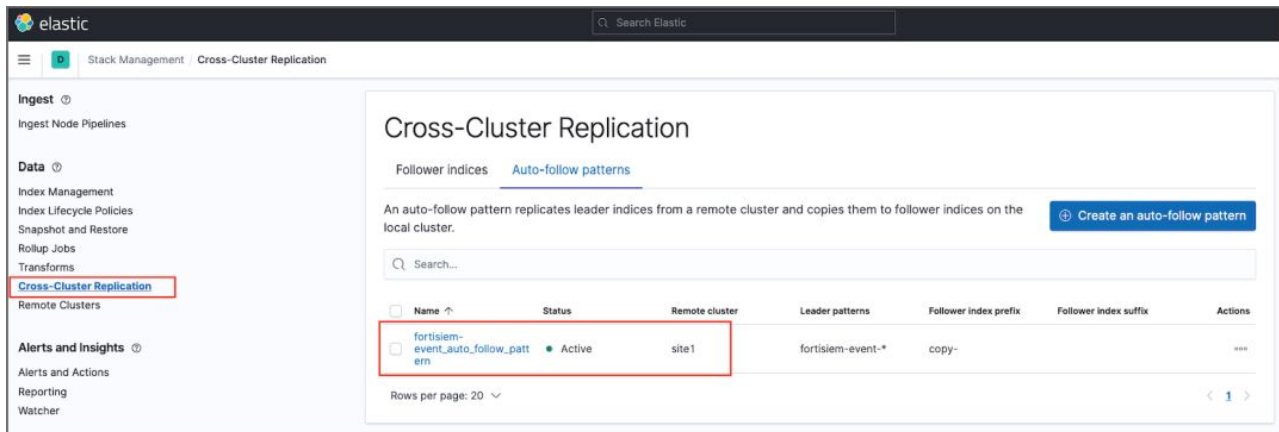 elastic
Search Elastic
D
Stack Management / Cross-Cluster Replication
Ingest
Ingest Node Pipelines
Data
Index Management
Index Lifecycle Policies
Snapshot and Restore
Rollup Jobs
Transforms
Cross-Cluster Replication
Remote Clusters
Alerts and Insights
Alerts and Actions
Reporting
Watcher
Cross-Cluster Replication
Follower indices Auto-follow patterns
An auto-follow pattern replicates leader indices from a remote cluster and copies them to follower indices on the
local cluster.
Create an auto-follow pattern
Search...
Name ↑ Status Remote cluster Leader patterns Follower index prefix Follower index suffix Actions
fortisiem-
event_auto_follow_patt
ern
Active site1 fortisiem-event-* copy-
Rows per page: 20
< 1 >